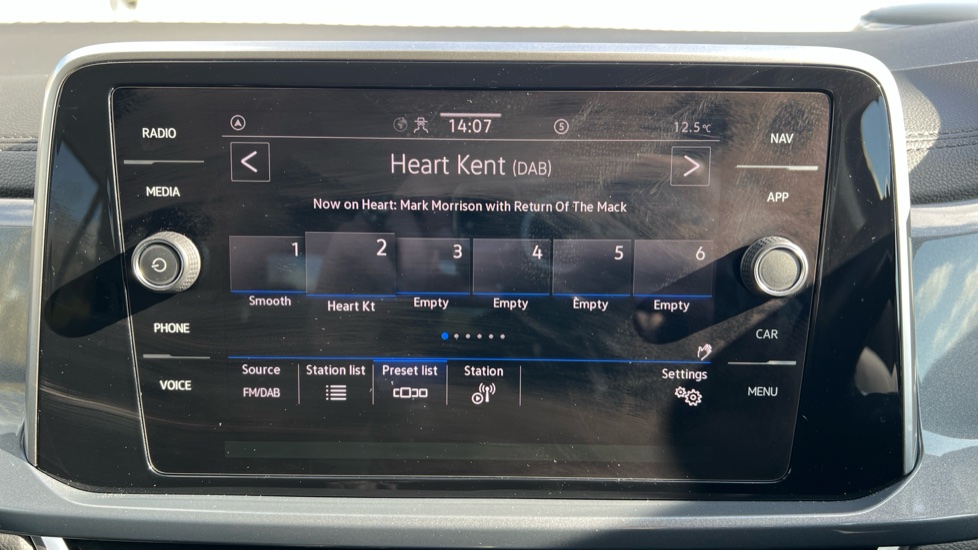 RADIO
MEDIA
PHONE
VOICE
14:07
5
12.5°C
Heart Kent (DAB)
Now on Heart: Mark Morrison with Return Of The Mack
1 2 3 4 5 6
Smooth Heart Kt Empty Empty Empty Empty
Source Station list Preset list Station Settings
FM/DAB
NAV
APP
CAR
MENU